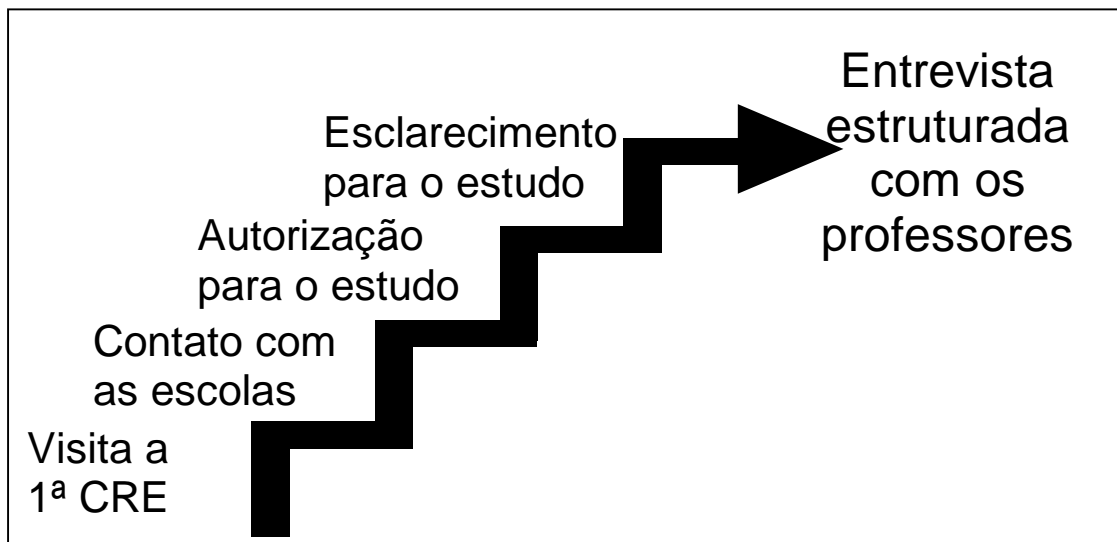 Entrevista
estruturada
com os
professores
Esclarecimento
para o estudo
Autorização
para o estudo
Contato com
as escolas
Visita a
1ª CRE